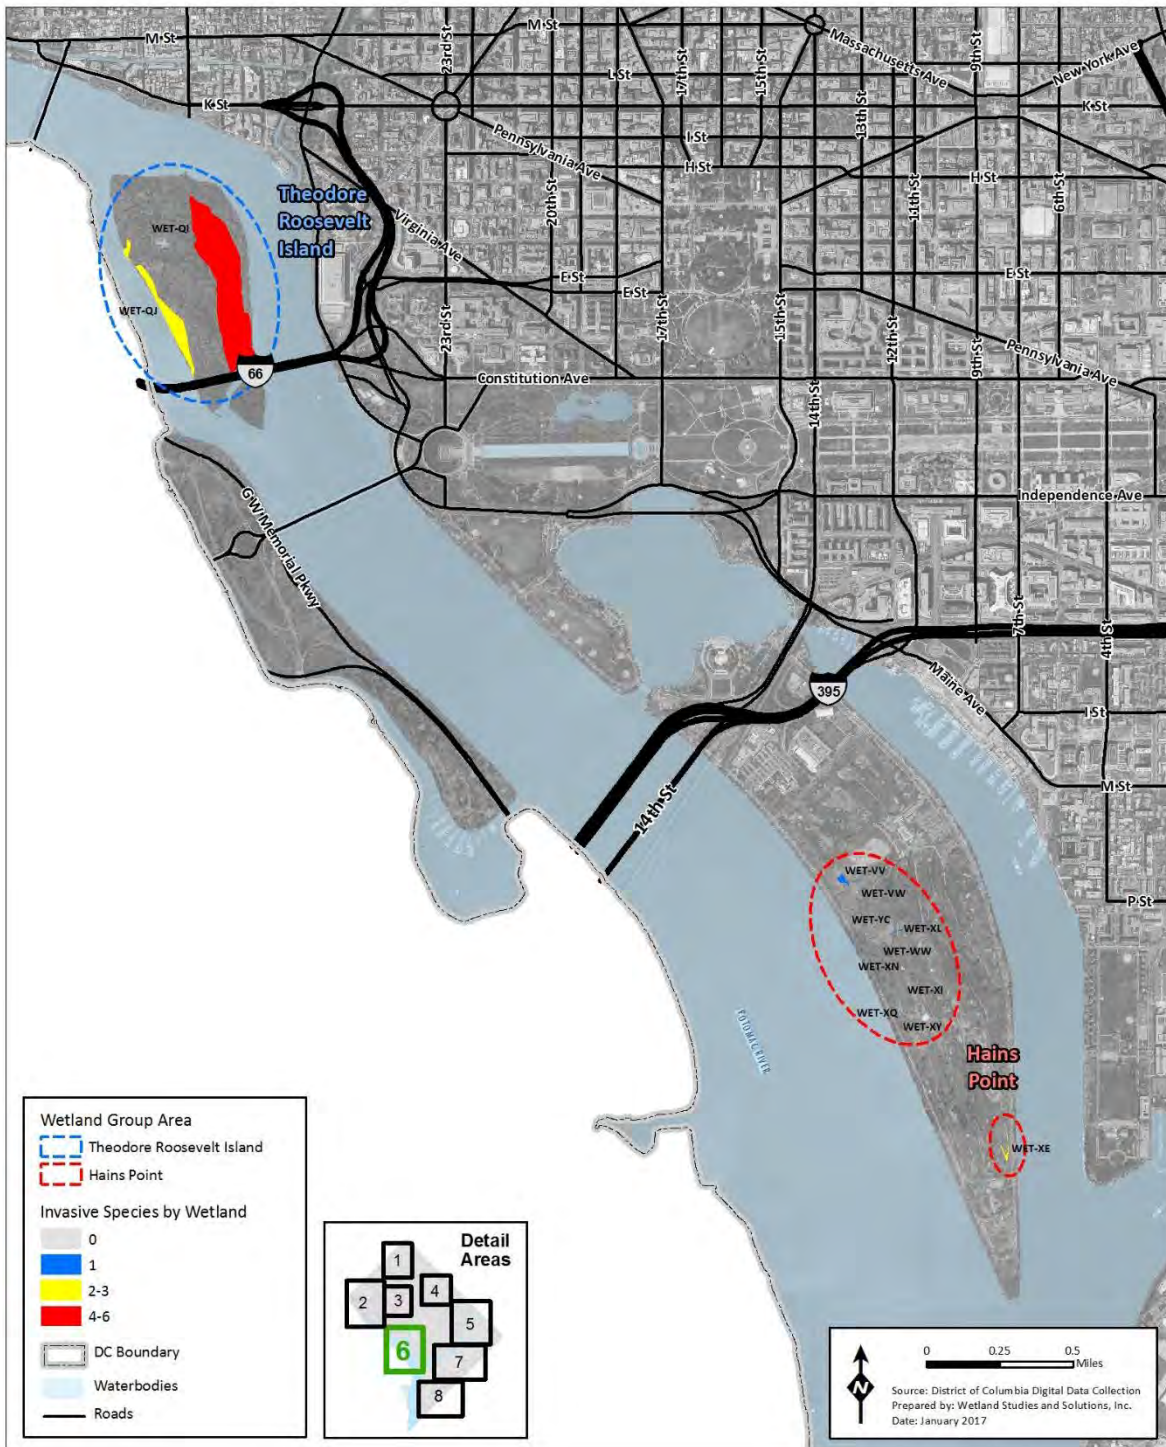 M St
M St
23rd St
17th St
15th St
Massachusetts Ave
9th St
New York Ave
L St
K St
K St
13th St
Pennsylvania Ave
I St
H St
H St
Theodore
Roosevelt
Island
WET-QI
Virginia Ave
20th St
11th St
6th St
E St
E St
E St
WET-QJ
23rd St
17th St
15th St
12th St
9th St
Pennsylvania Ave
66
Constitution Ave
14th St
Independence Ave
GW Memorial Pkwy
7th St
4th St
395
Maine Ave
I St
14th St
M St
WET-VV
WET-VW
P St
WET-YC
WET-XL
WET-WW
WET-XN
WET-XI
WET-XQ
WET-XY
POTOMAC RIVER
Hains
Point
WET-XE
Wetland Group Area
Theodore Roosevelt Island
Hains Point
Invasive Species by Wetland
0
1
2-3
4-6
DC Boundary
Waterbodies
Roads
Detail
Areas
1
2
3
4
5
6
7
8
N
0 0.25 0.5
Miles
Source: District of Columbia Digital Data Collection
Prepared by: Wetland Studies and Solutions, Inc.
Date: January 2017